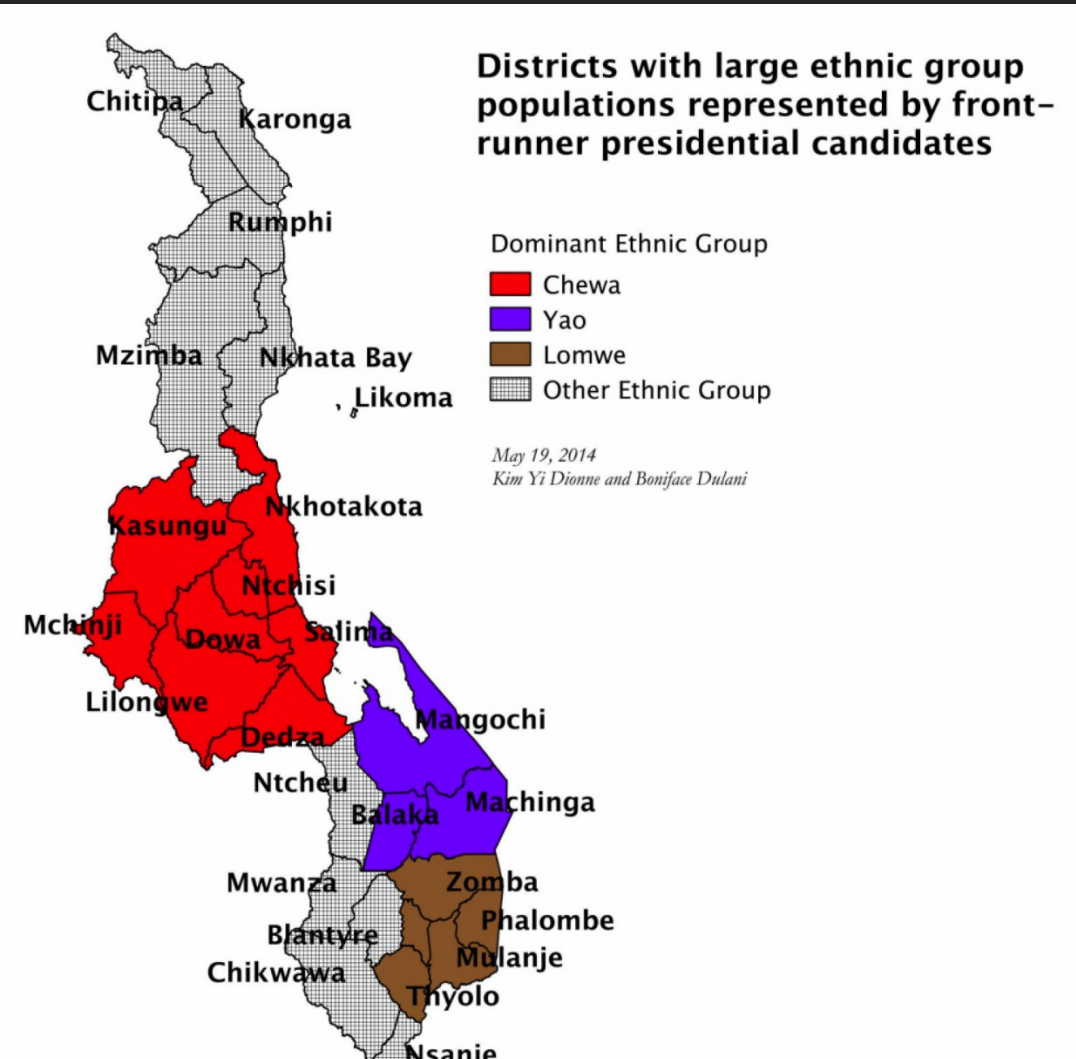 Districts with large ethnic group
populations represented by front-
runner presidential candidates
Dominant Ethnic Group
Chewa
Yao
Lomwe
Other Ethnic Group
May 19, 2014
Kim Yi Dionne and Boniface Dulani
Chitipa
Karonga
Rumphi
Mzimba
Nkhata Bay
Likoma
Nkhotakota
Kasungu
Ntchisi
Mchinji
Dowa
Salima
Lilongwe
Dedza
Mangochi
Ntcheu
Balaka
Machinga
Mwanza
Zomba
Phalombe
Blantyre
Mulanje
Chikwawa
Thyolo
Nsanje